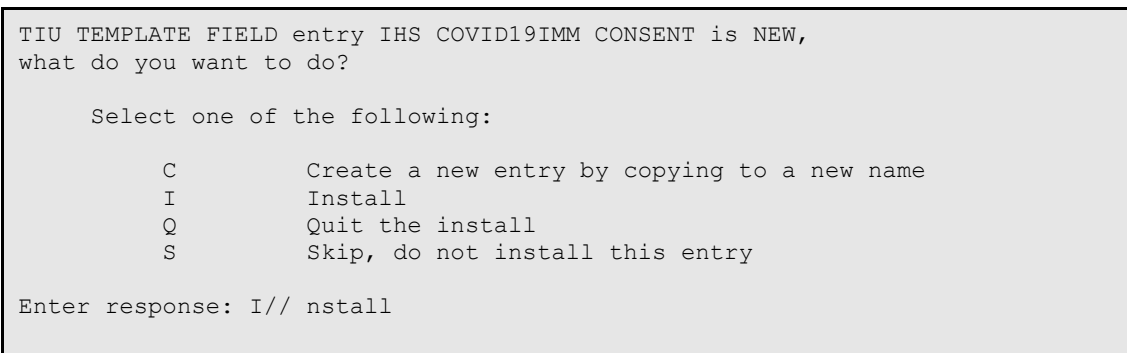 TIU TEMPLATE FIELD entry IHS COVID19IMM CONSENT is NEW,
what do you want to do?
Select one of the following:
C Create a new entry by copying to a new name
I Install
Q Quit the install
S Skip, do not install this entry
Enter response: I// nstall